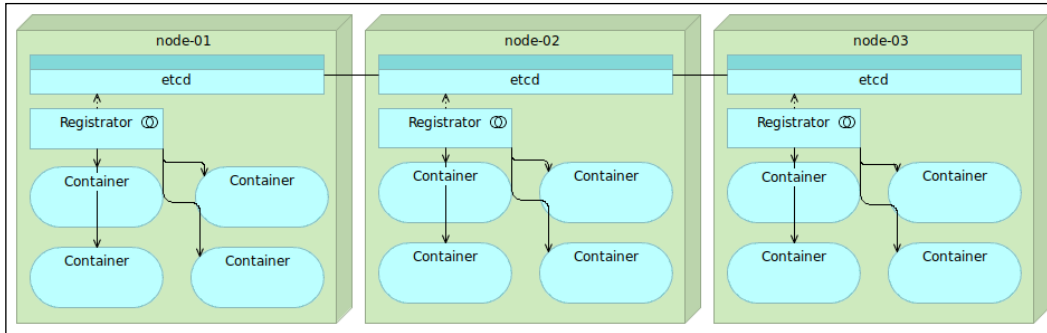 node-01
etcd
Registrator
Container
Container
Container
Container
node-02
etcd
Registrator
Container
Container
Container
Container
node-03
etcd
Registrator
Container
Container
Container
Container